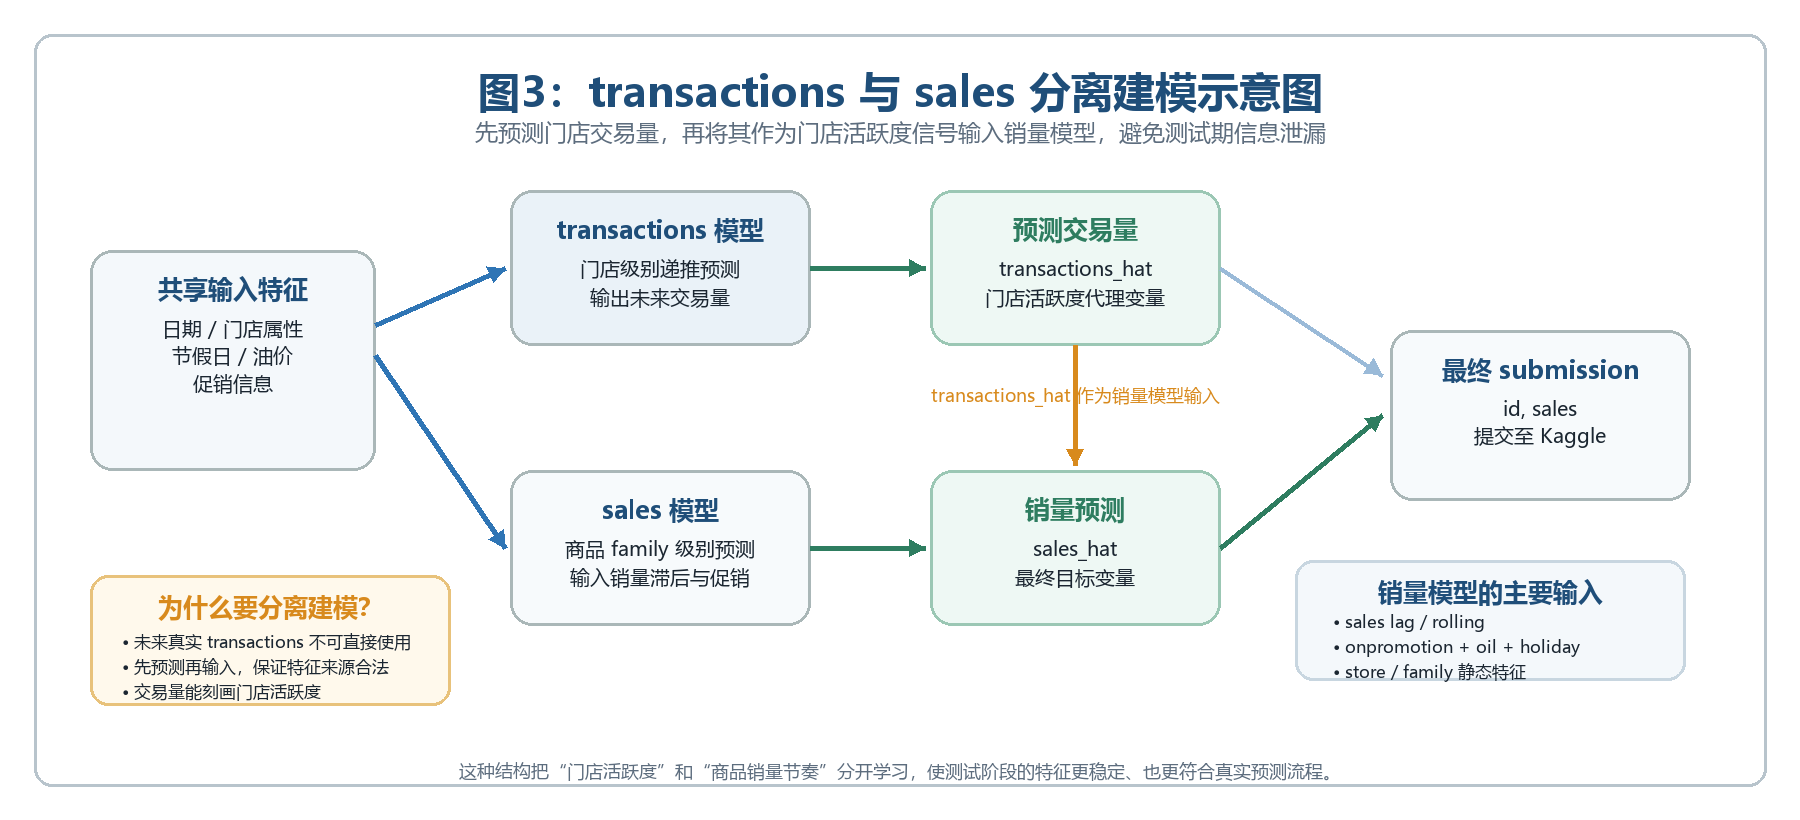 图3：transactions 与 sales 分离建模示意图
先预测门店交易量，再将其作为门店活跃度信号输入销量模型，避免测试期信息泄漏
共享输入特征
日期 / 门店属性
节假日 / 油价
促销信息
transactions 模型
门店级别递推预测
输出未来交易量
预测交易量
transactions_hat
门店活跃度代理变量
transactions_hat 作为销量模型输入
sales 模型
商品 family 级别预测
输入销量滞后与促销
销量预测
sales_hat
最终目标变量
最终 submission
id, sales
提交至 Kaggle
为什么要分离建模?
• 未来真实 transactions 不可直接使用
• 先预测再输入，保证特征来源合法
• 交易量能刻画门店活跃度
销量模型的主要输入
• sales lag / rolling
• onpromotion + oil + holiday
• store / family 静态特征
这种结构把“门店活跃度”和“商品销量节奏”分开学习，使测试阶段的特征更稳定、也更符合真实预测流程。